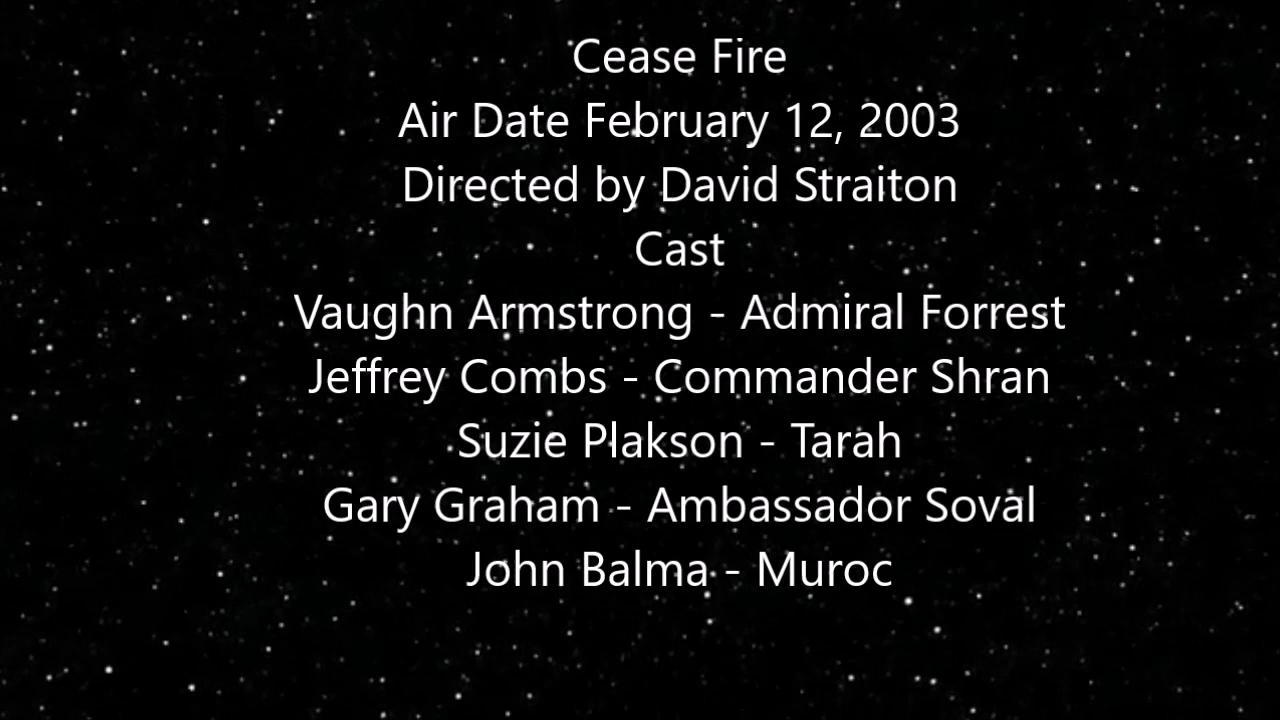 Cease Fire
Air Date February 12, 2003
Directed by David Straiton
Cast
Vaughn Armstrong - Admiral Forrest
Jeffrey Combs - Commander Shran
Suzie Plakson - Tarah
Gary Graham - Ambassador Soval
John Balma - Muroc